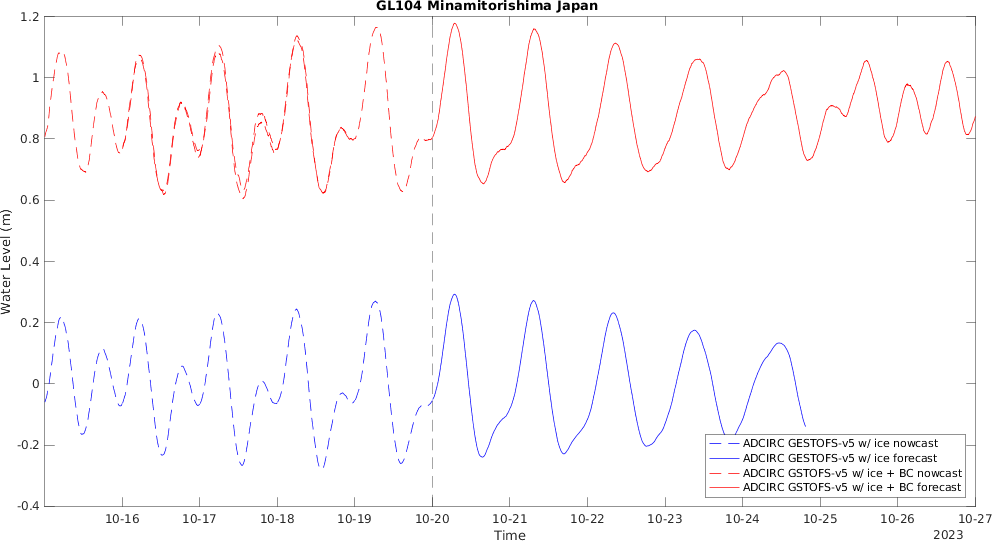 GL104 Minamitorishima Japan
1.2
1
0.8
0.6
0.4
0.2
0
-0.2
-0.4
Water Level (m)
ADCIRC GESTOFS-v5 w/ ice nowcast
ADCIRC GESTOFS-v5 w/ ice forecast
ADCIRC GSTOFS-v5 w/ ice + BC nowcast
ADCIRC GSTOFS-v5 w/ ice + BC forecast
10-16 10-17 10-18 10-19 10-20 10-21 10-22 10-23 10-24 10-25 10-26 10-27
Time
2023